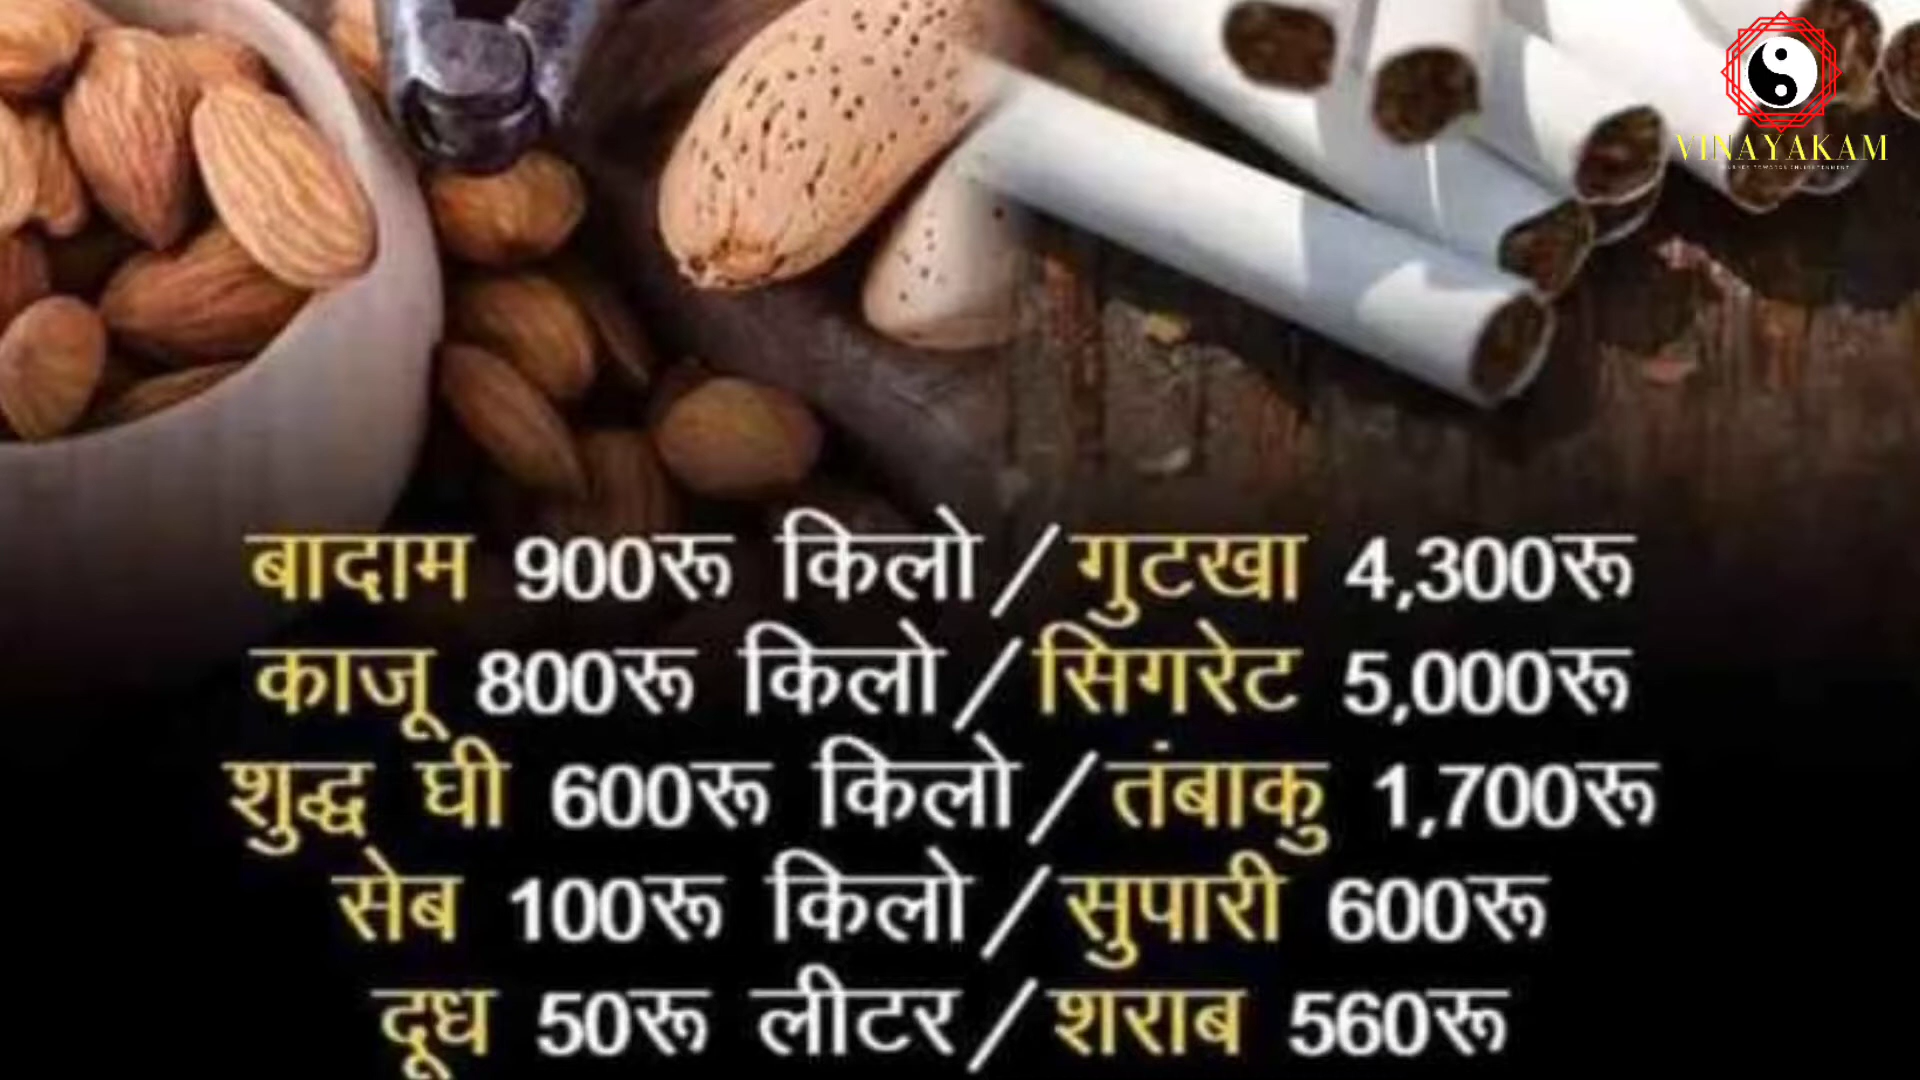 VINAYAKAM
बादाम 900रू किलो/गुटखा 4,300रू
काजू 800रू किलो/सिगरेट 5,000रू
शुद्ध घी 600रू किलो/तंबाकु 1,700रू
सेब 100रू किलो/सुपारी 600रू
दूध 50रू लीटर/शराब 560रू